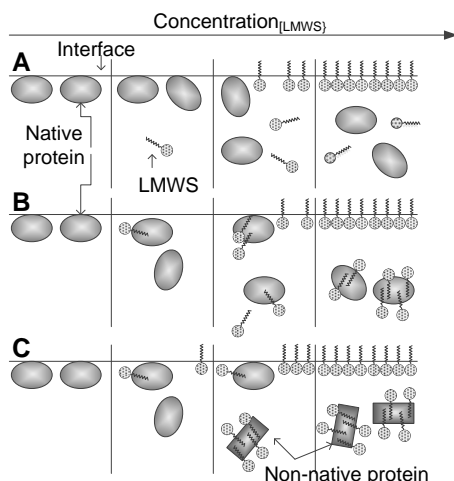 Concentration[LMWS}
Interface
A
Native
protein
LMWS
B
C
Non-native protein